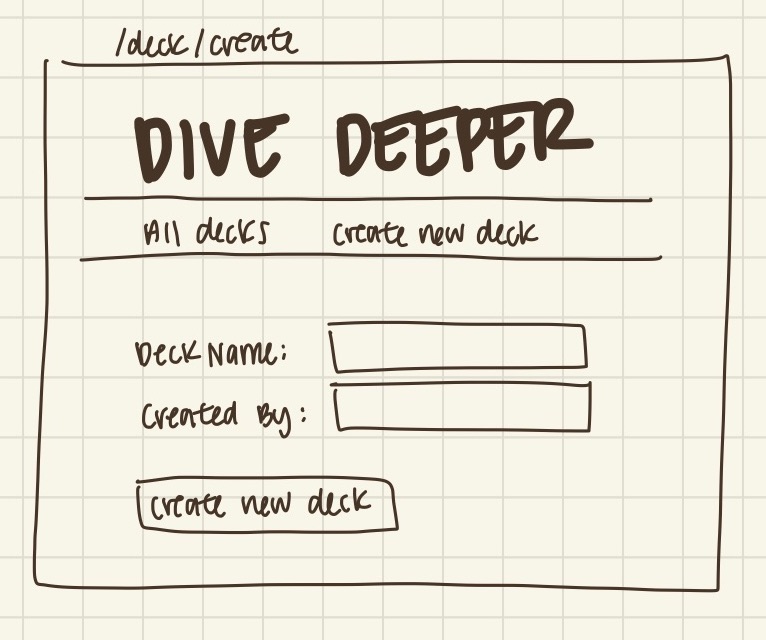 /deck/create
DIVE DEEPER
All decks create new deck
Deck Name:
Created By:
create new deck